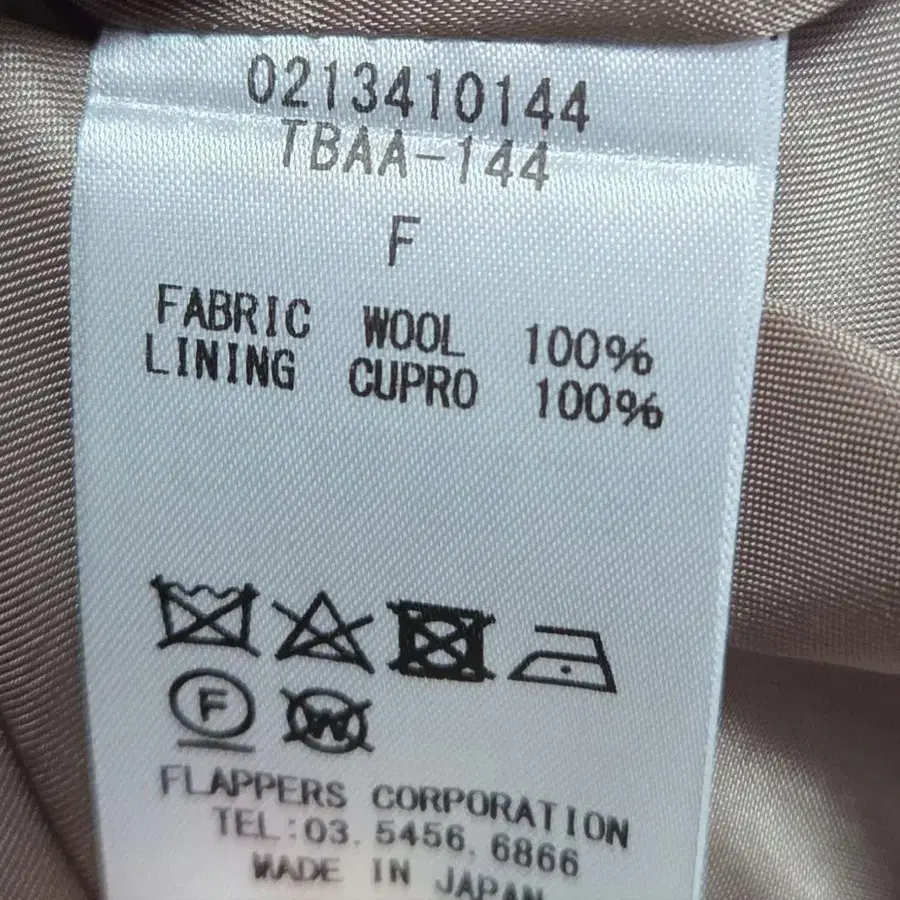 0213410144
TBAA-144
F
FABRIC WOOL 100%
LINING CUPRO 100%
F
W
FLAPPERS CORPORATION
TEL:03.5456.6866
MADE IN JAPAN